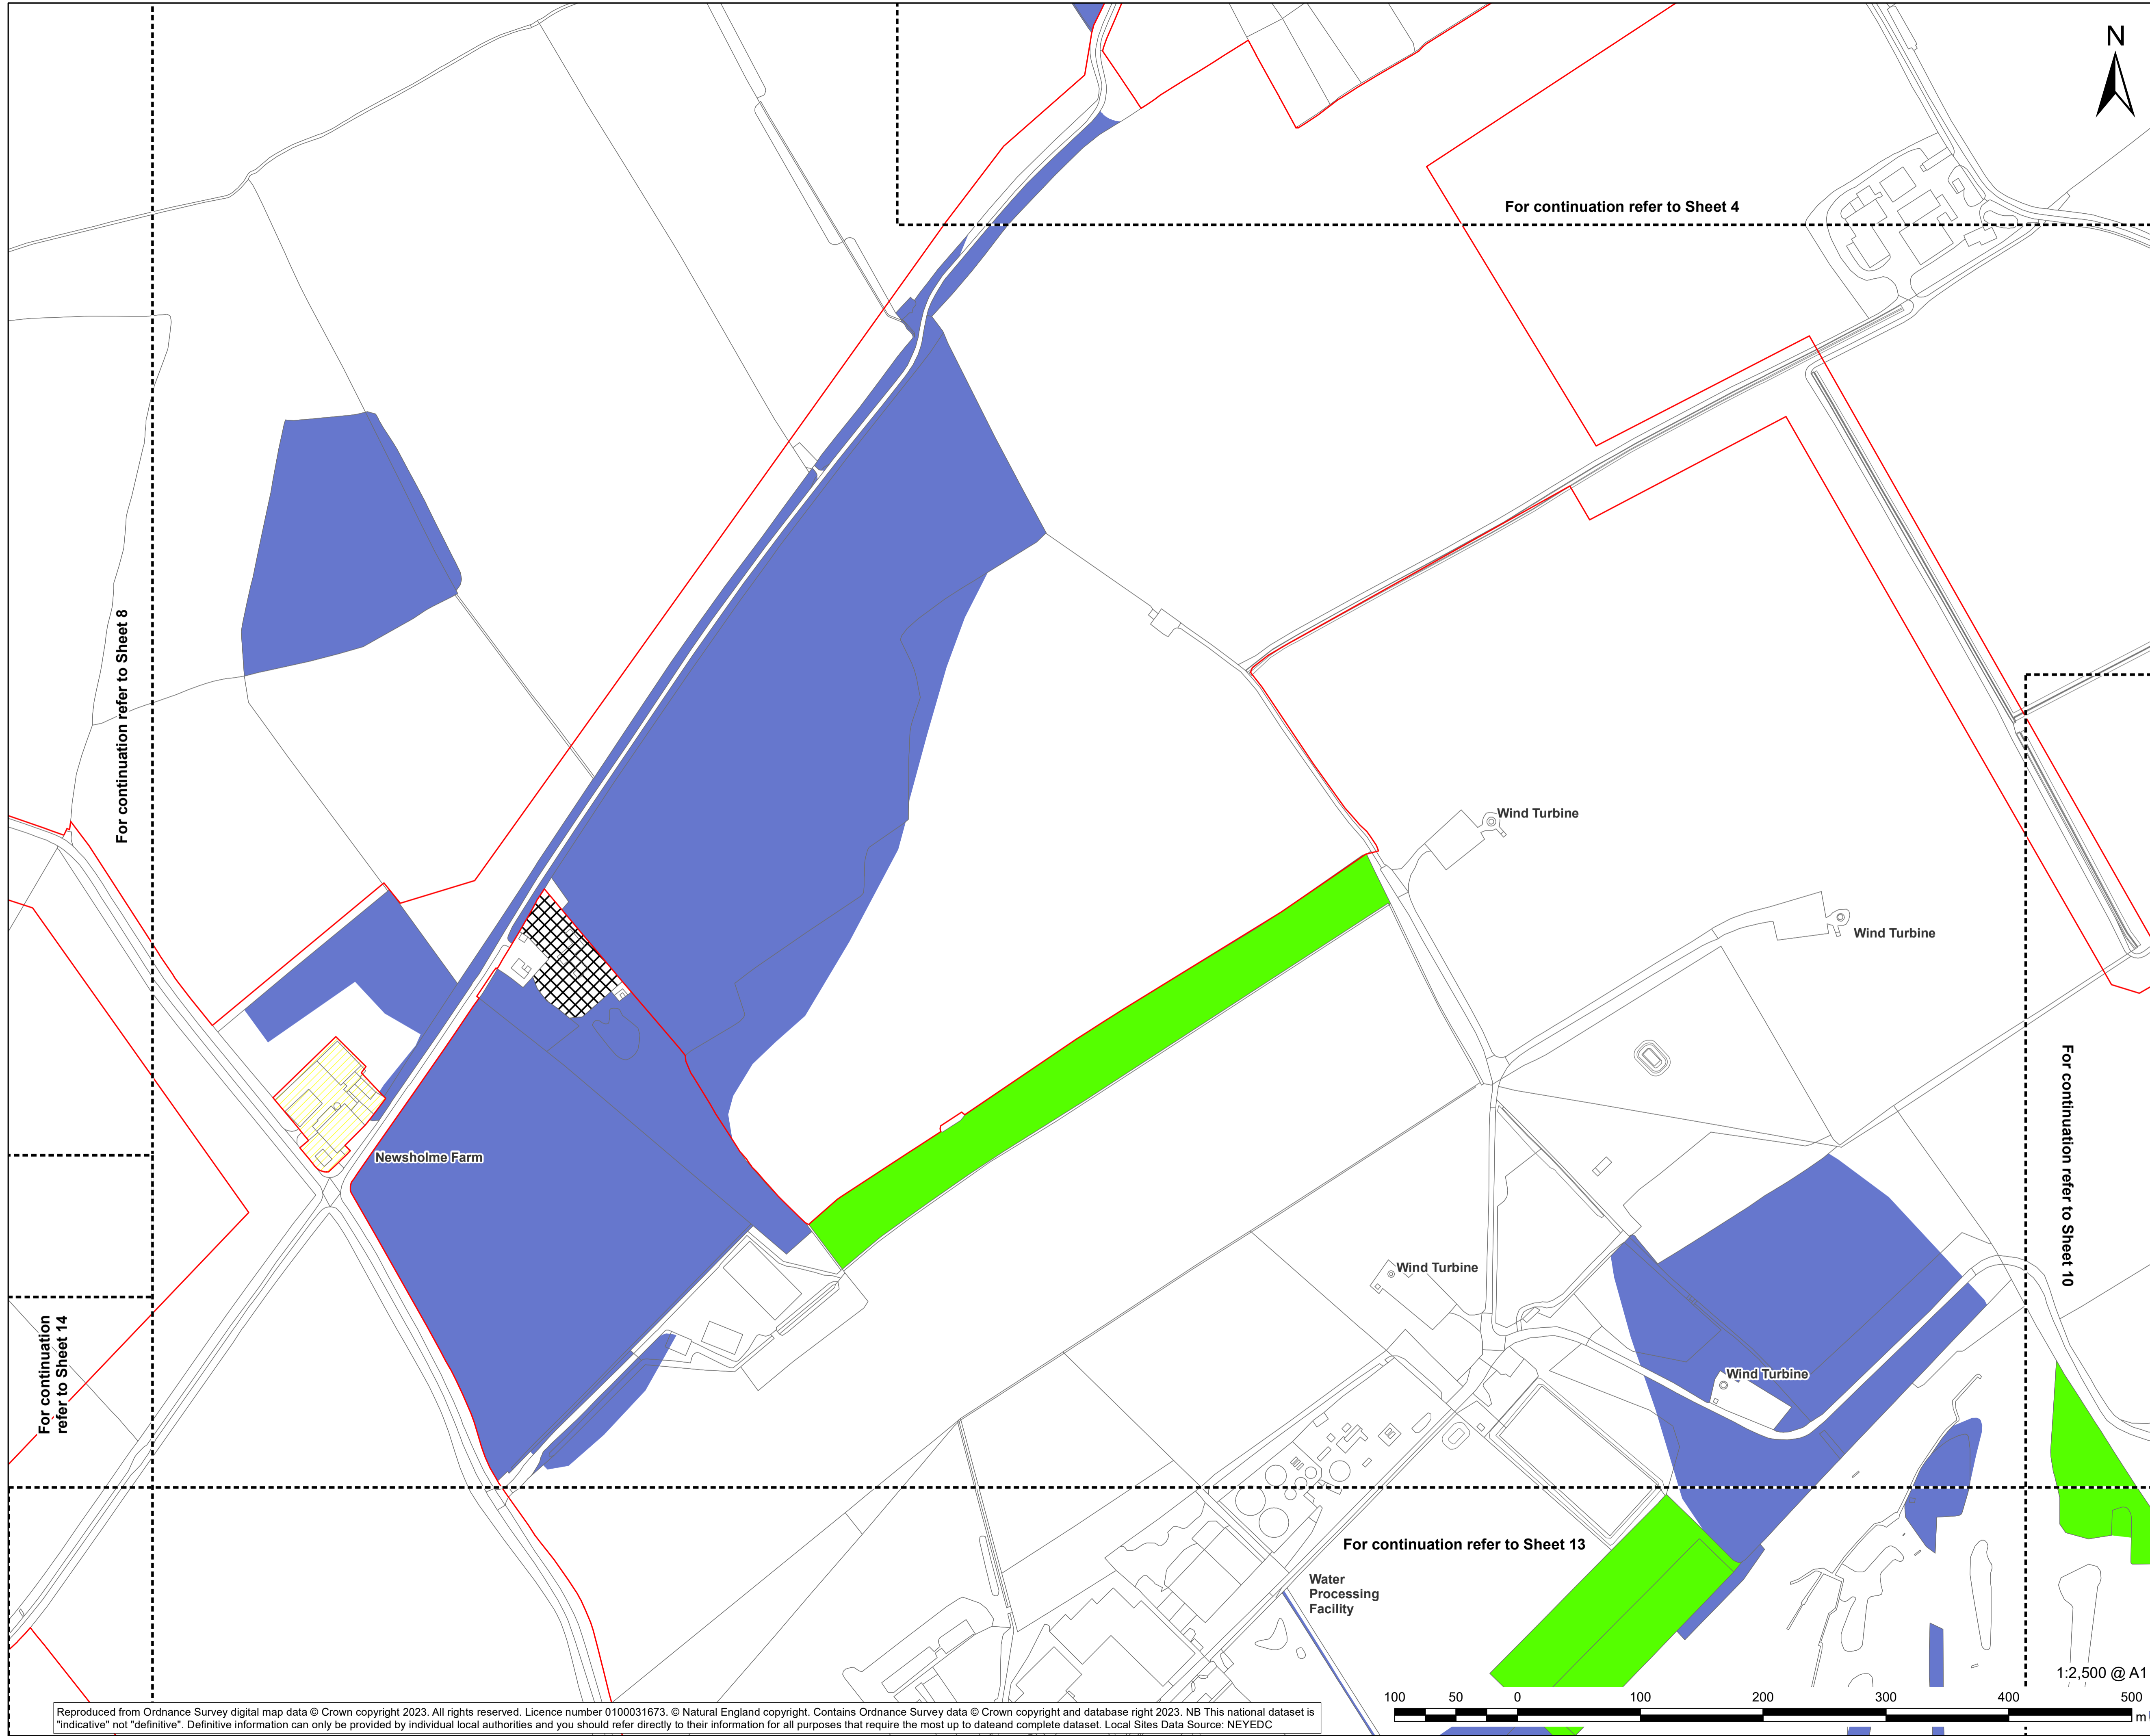 N
For continuation refer to Sheet 4
For continuation refer to Sheet 8
Wind Turbine
Wind Turbine
For continuation refer to Sheet 10
Newsholme Farm
Wind Turbine
Wind Turbine
For continuation
refer to Sheet 14
For continuation refer to Sheet 13
Water
Processing
Facility
1:2,500 @ A1
100 50 0 100 200 300 400 500
m
Reproduced from Ordnance Survey digital map data © Crown copyright 2023. All rights reserved. Licence number 0100031673. © Natural England copyright. Contains Ordnance Survey data © Crown copyright and database right 2023. NB This national dataset is
"indicative" not "definitive". Definitive information can only be provided by individual local authorities and you should refer directly to their information for all purposes that require the most up to dateand complete dataset. Local Sites Data Source: NEYEDC